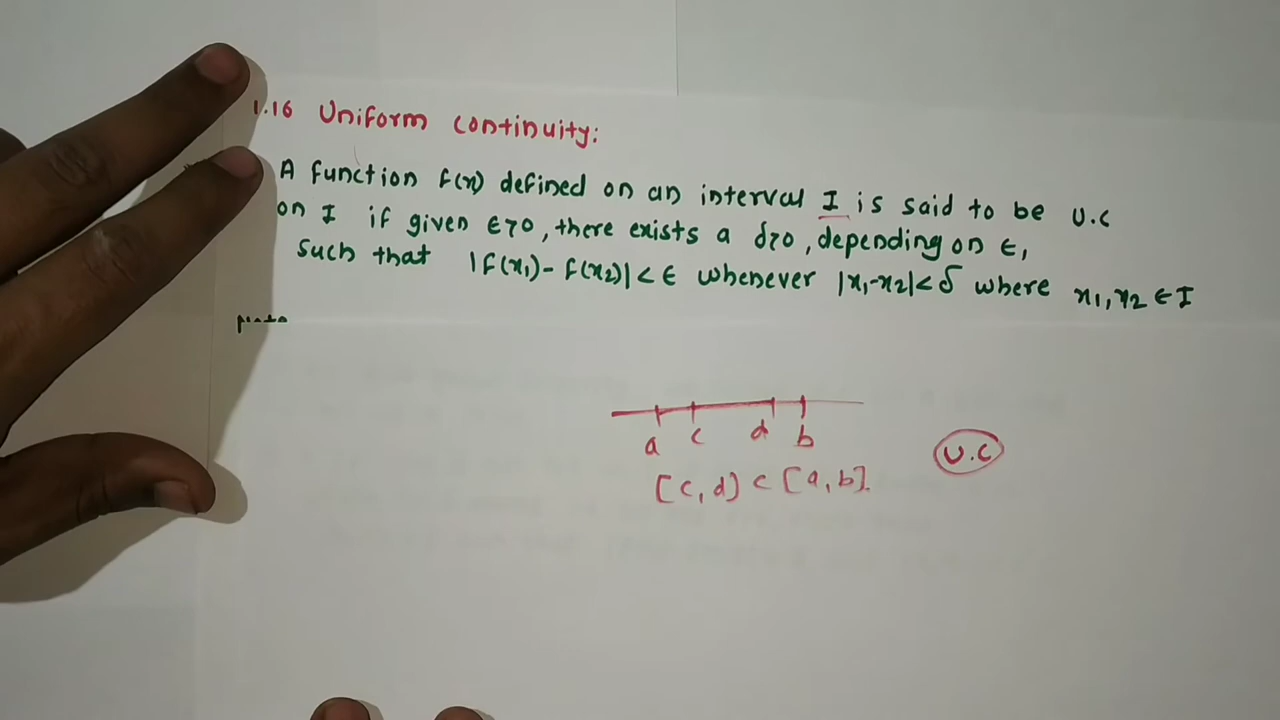 1.16 Uniform continuity:
A function f(x) defined on an interval I is said to be U.C
on I if given ε>0, there exists a δ>0, depending on ε,
such that |f(x1)-f(x2)|<ε whenever |x1-x2|<δ where x1, x2 ∈ I
a c d b
[c, d] ⊂ [a, b].
U.C